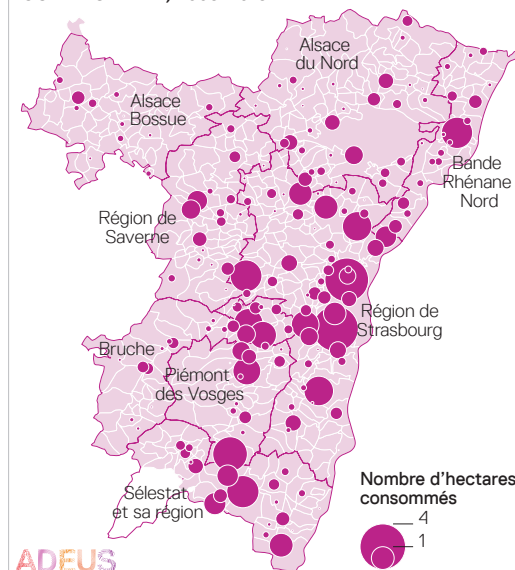 Alsace
du Nord
Alsace
Bossue
Bande
Rhénane
Nord
Région de
Saverne
Région de
Strasbourg
Bruche
Piémont
des Vosges
Sélestat
et sa région
Nombre d'hectares
consommés
4
1
ADEUS